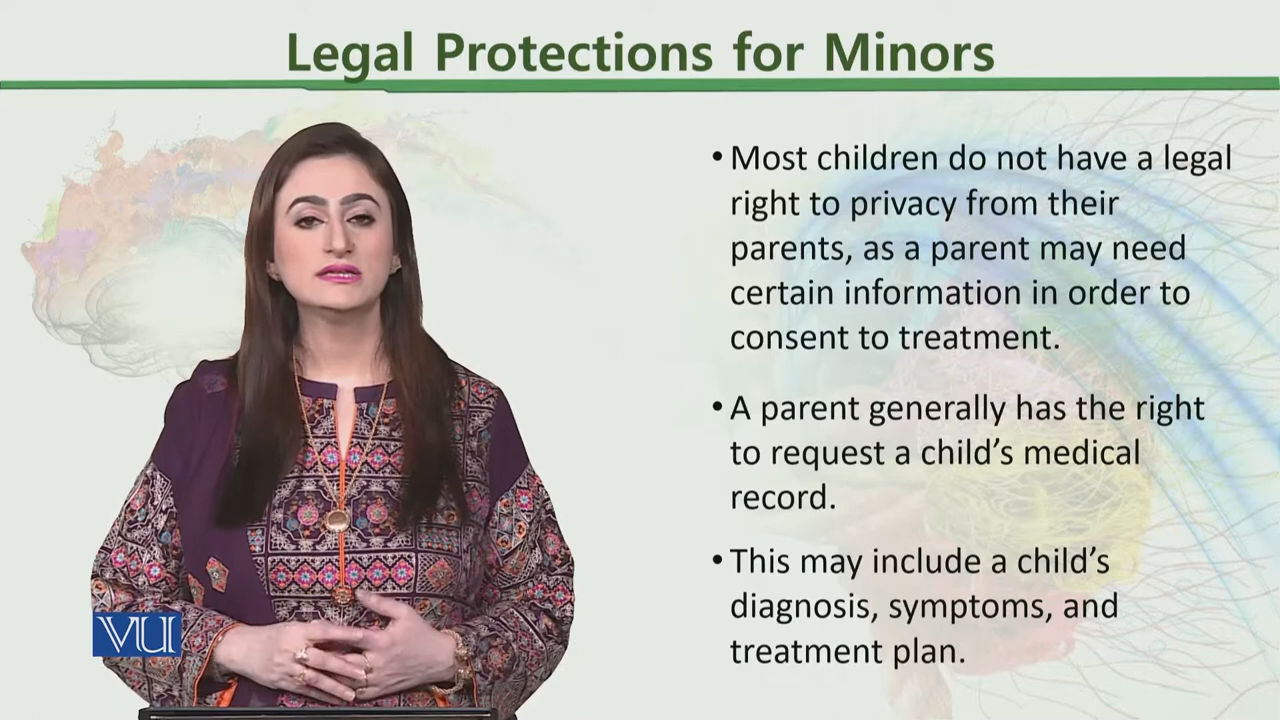 Legal Protections for Minors
• Most children do not have a legal
right to privacy from their
parents, as a parent may need
certain information in order to
consent to treatment.
• A parent generally has the right
to request a child's medical
record.
• This may include a child's
diagnosis, symptoms, and
treatment plan.
VU